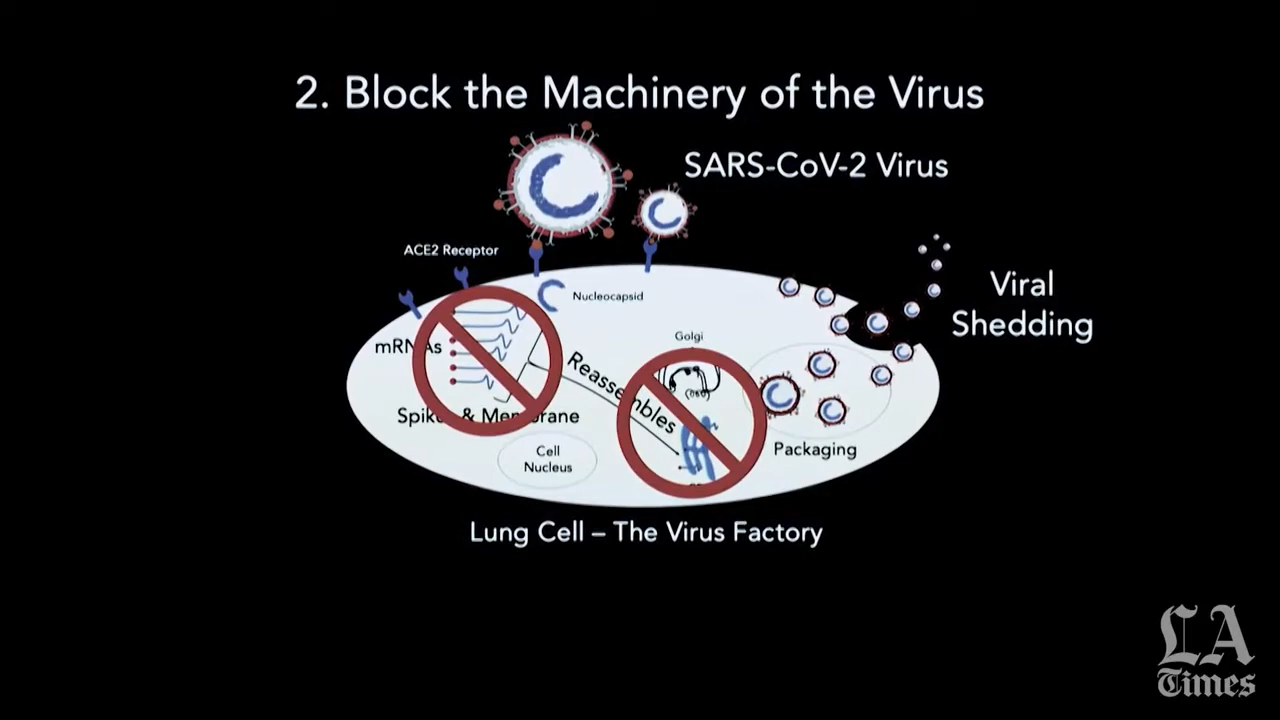 2. Block the Machinery of the Virus
SARS-CoV-2 Virus
ACE2 Receptor
Nucleocapsid
Viral
Shedding
Golgi
mRNAs
Reassembles
Spikes & Membrane
Packaging
Cell
Nucleus
Lung Cell – The Virus Factory
LA
Times